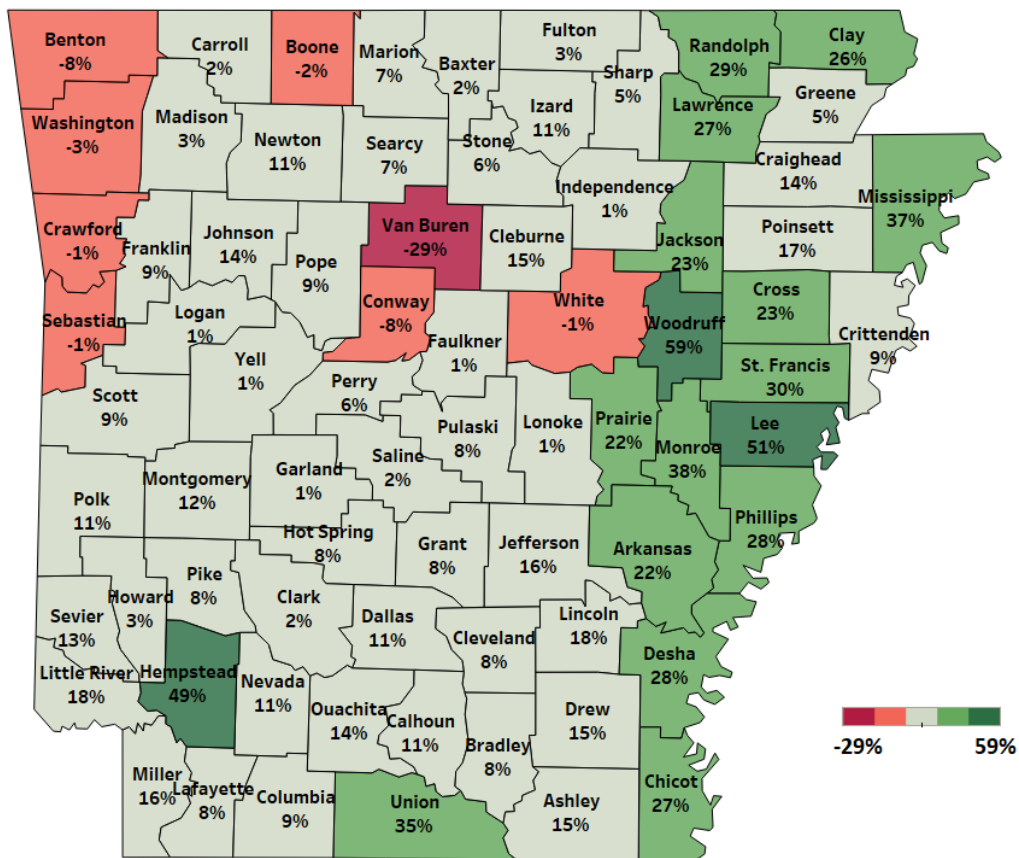 Benton
-8%
Carroll
2%
Boone
-2%
Marion
7%
Baxter
2%
Fulton
3%
Sharp
5%
Randolph
29%
Clay
26%
Washington
-3%
Madison
3%
Newton
11%
Searcy
7%
Stone
6%
Izard
11%
Lawrence
27%
Greene
5%
Independence
1%
Craighead
14%
Mississippi
37%
Crawford
-1%
Franklin
9%
Johnson
14%
Pope
9%
Van Buren
-29%
Cleburne
15%
Jackson
23%
Poinsett
17%
Sebastian
-1%
Logan
1%
Conway
-8%
Faulkner
1%
White
-1%
Woodruff
59%
Cross
23%
Crittenden
9%
Scott
9%
Yell
1%
Perry
6%
St. Francis
30%
Pulaski
8%
Lonoke
1%
Prairie
22%
Monroe
38%
Lee
51%
Polk
11%
Montgomery
12%
Garland
1%
Saline
2%
Hot Spring
8%
Grant
8%
Jefferson
16%
Arkansas
22%
Phillips
28%
Sevier
13%
Howard
3%
Pike
8%
Clark
2%
Dallas
11%
Cleveland
8%
Lincoln
18%
Desha
28%
Little River
18%
Hempstead
49%
Nevada
11%
Ouachita
14%
Calhoun
11%
Bradley
8%
Drew
15%
Miller
16%
Lafayette
8%
Columbia
9%
Union
35%
Ashley
15%
Chicot
27%
-29%
59%